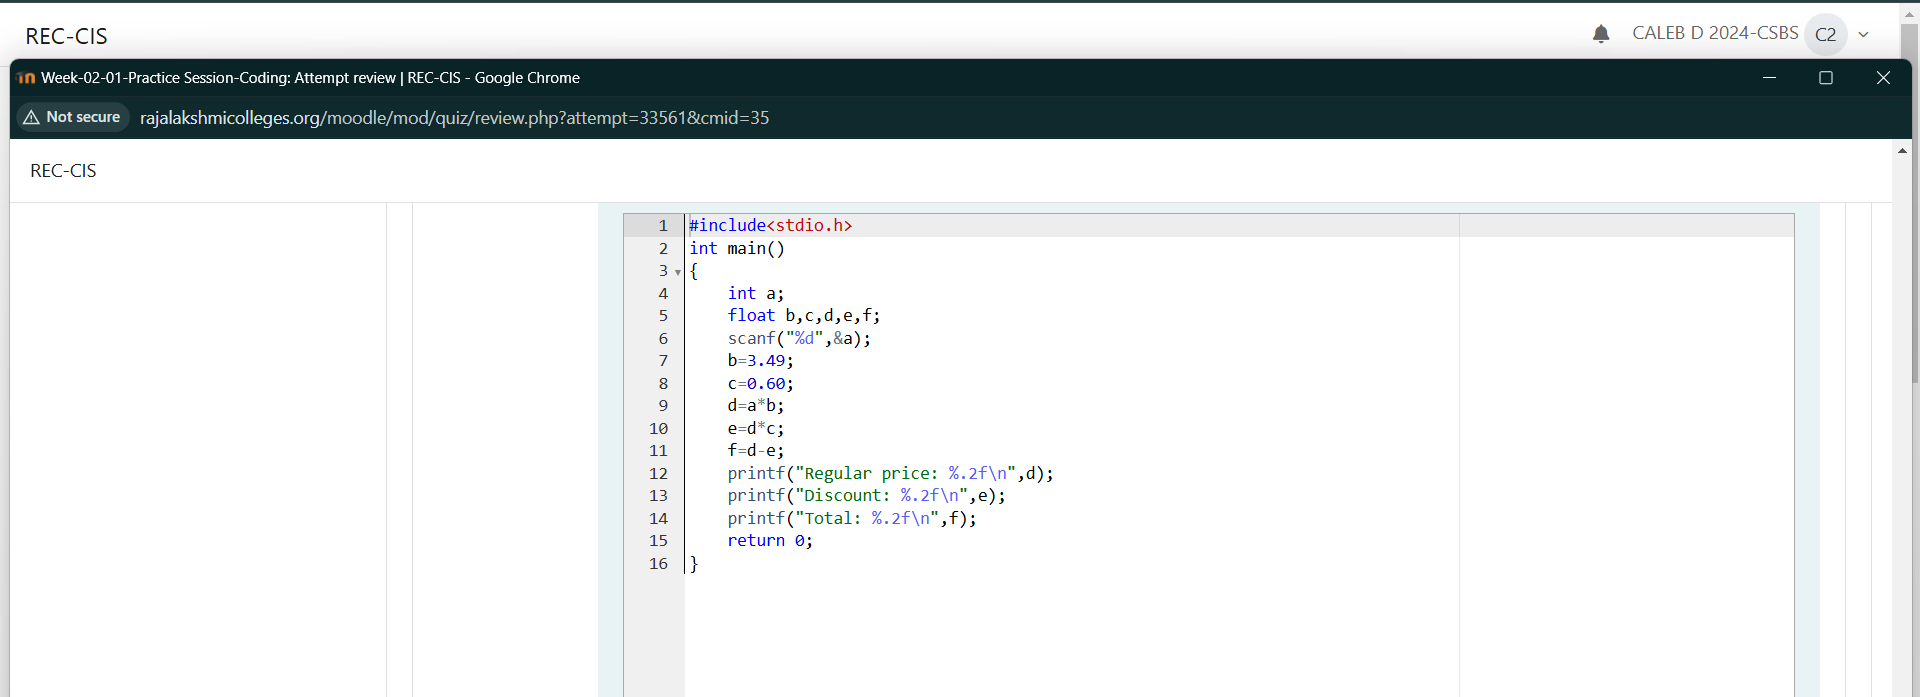 REC-CIS
CALEB D 2024-CSBS C2
Week-02-01-Practice Session-Coding: Attempt review | REC-CIS - Google Chrome
Not secure rajalakshmicolleges.org/moodle/mod/quiz/review.php?attempt=33561&cmid=35
REC-CIS
1 #include<stdio.h>
2 int main()
3 {
4     int a;
5     float b,c,d,e,f;
6     scanf("%d",&a);
7     b=3.49;
8     c=0.60;
9     d=a*b;
10     e=d*c;
11     f=d-e;
12     printf("Regular price: %.2f\n",d);
13     printf("Discount: %.2f\n",e);
14     printf("Total: %.2f\n",f);
15     return 0;
16 }